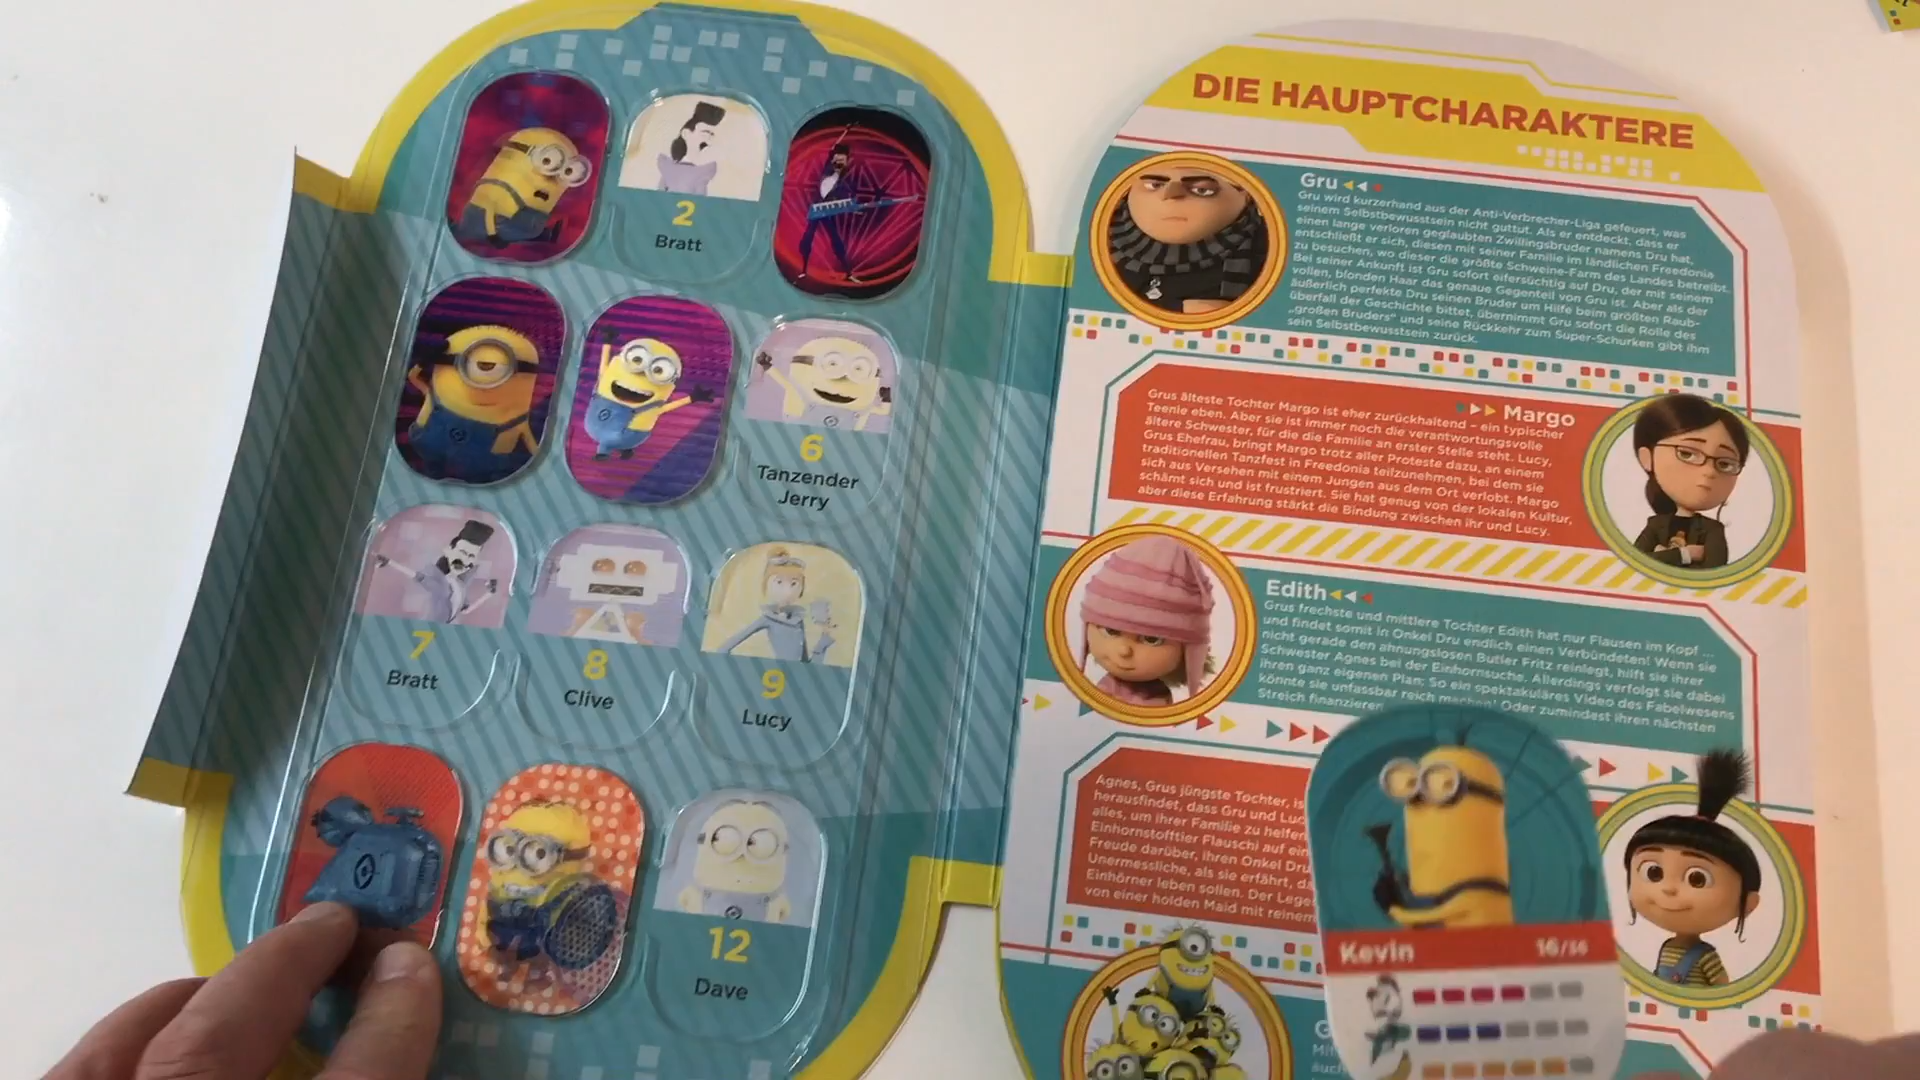 2
Bratt
6
Tanzender
Jerry
7
Bratt
8
Clive
9
Lucy
12
Dave
DIE HAUPTCHARAKTERE
Gru
Gru wird kurzerhand aus der Anti-Verbrecher-Liga gefeuert, was
seinem Selbstbewusstsein nicht guttut. Als er entdeckt, dass er
einen lange verloren geglaubten Zwillingsbruder namens Dru hat,
entschließt er sich, diesen mit seiner Familie im ländlichen Freedonia
zu besuchen, wo dieser die größte Schweine-Farm des Landes betreibt.
Bei seiner Ankunft ist Gru sofort eifersüchtig auf Dru, der mit seinem
vollen, blonden Haar das genaue Gegenteil von Gru ist. Aber als der
äußerlich perfekte Dru seinen Bruder um Hilfe beim größten Raub-
überfall der Geschichte bittet, übernimmt Gru sofort die Rolle des
„großen Bruders“ und seine Rückkehr zum Super-Schurken gibt ihm
sein Selbstbewusstsein zurück.
Margo
Grus älteste Tochter Margo ist eher zurückhaltend – ein typischer
Teenie eben. Aber sie ist immer noch die verantwortungsvolle
ältere Schwester, für die die Familie an erster Stelle steht. Lucy,
Grus Ehefrau, bringt Margo trotz aller Proteste dazu, an einem
traditionellen Tanzfest in Freedonia teilzunehmen, bei dem sie
sich aus Versehen mit einem Jungen aus dem Ort verlobt. Margo
schämt sich und ist frustriert. Sie hat genug von der lokalen Kultur,
aber diese Erfahrung stärkt die Bindung zwischen ihr und Lucy.
Edith
Grus frechste und mittlere Tochter Edith hat nur Flausen im Kopf ...
und findet somit in Onkel Dru endlich einen Verbündeten! Wenn sie
nicht gerade den ahnungslosen Butler Fritz reinlegt, hilft sie ihrer
Schwester Agnes bei der Einhornsuche. Allerdings verfolgt sie dabei
ihren ganz eigenen Plan: So ein spektakuläres Video des Fabelwesens
könnte sie unfassbar reich machen! Oder zumindest ihren nächsten
Streich finanzieren
Agnes, Grus jüngste Tochter, is
herausfindet, dass Gru und Luc
alles, um ihrer Familie zu helfen
Einhornstofftier Flauschi auf ein
Freude darüber, ihren Onkel Dru
Unermessliche, als sie erfährt, da
Einhörner leben sollen. Der Lege
von einer holden Maid mit reinem
Kevin 16/36
G